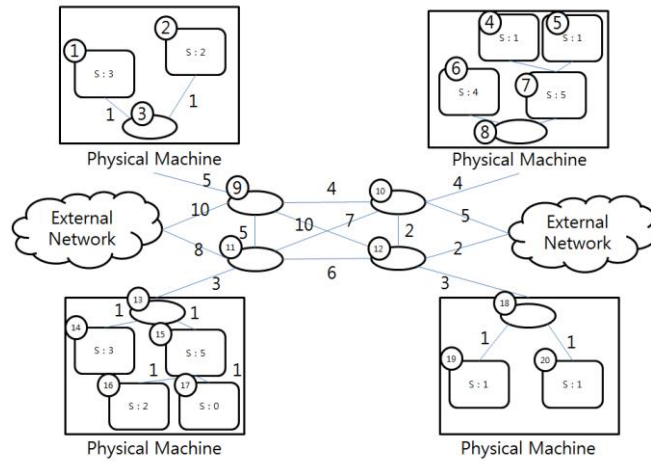 2
4
5
1
S : 2
S : 1
S : 1
S : 3
6
7
S : 4
S : 5
3
1
1
8
Physical Machine
Physical Machine
5
9
4
10
4
External
Network
10
10
7
5
External
Network
8
11
5
12
2
2
6
3
3
13
18
1
1
14
15
1
1
S : 3
S : 5
19
20
16
1
17
1
S : 1
S : 1
S : 2
S : 0
Physical Machine
Physical Machine